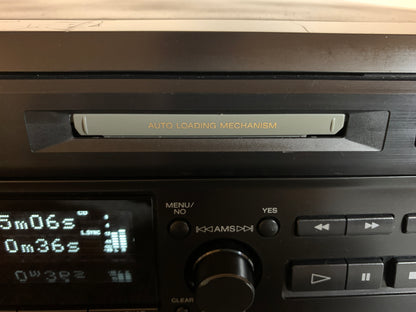 AUTO LOADING MECHANISM
MENU/
NO
YES
AMS
5m06s
0m36s
CLEAR